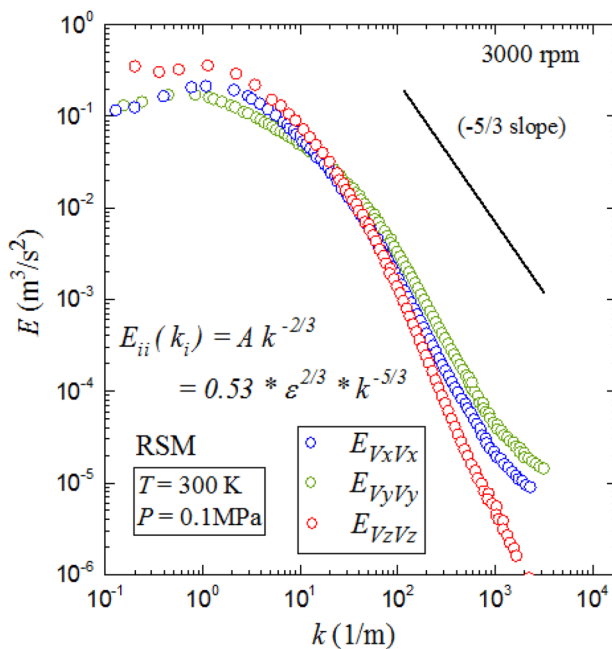 3000 rpm
(-5/3 slope)
10^0
10^-1
10^-2
10^-3
10^-4
10^-5
10^-6
E (m^3/s^2)
E_ii (k_i) = A k^-2/3
= 0.53 * ε^2/3 * k^-5/3
RSM
T = 300 K
P = 0.1MPa
E_VxVx
E_VyVy
E_VzVz
10^-1 10^0 10^1 10^2 10^3 10^4
k (1/m)